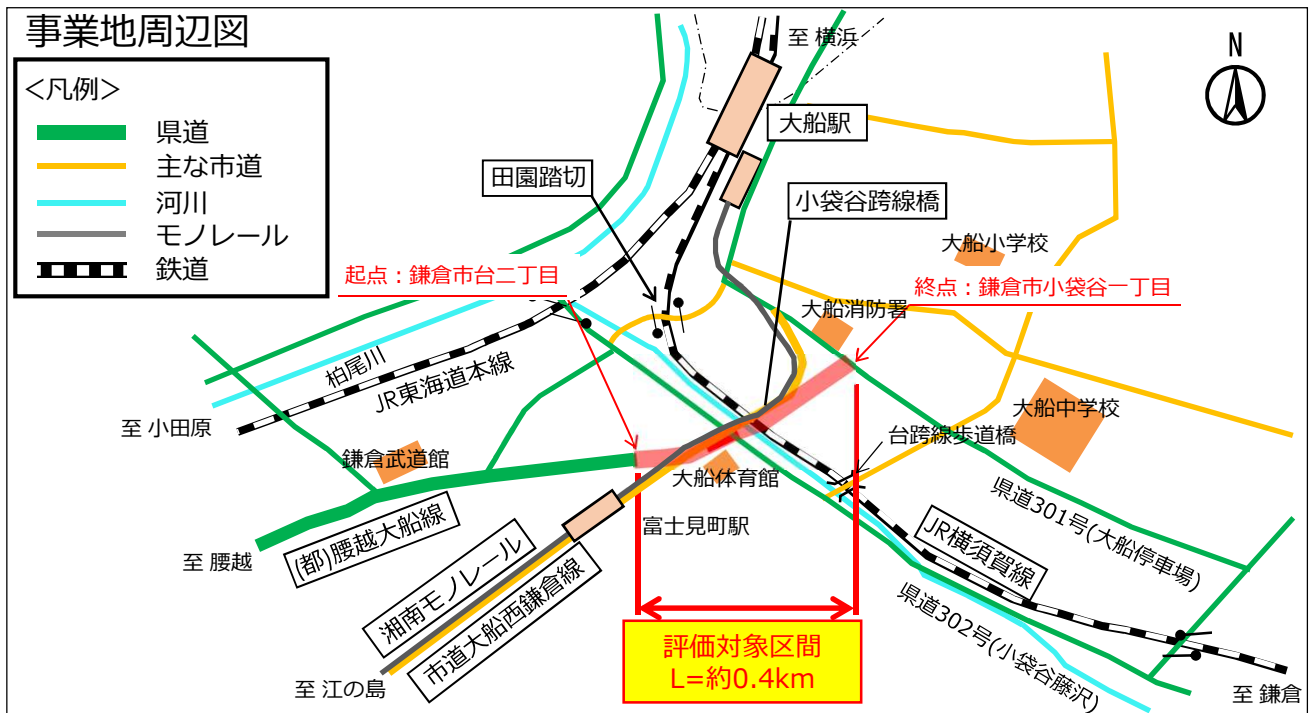 事業地周辺図
<凡例>
県道
主な市道
河川
モノレール
鉄道
至 横浜
N
大船駅
田園踏切
小袋谷跨線橋
大船小学校
起点：鎌倉市台二丁目
終点：鎌倉市小袋谷一丁目
大船消防署
柏尾川
JR東海道本線
至 小田原
大船中学校
台跨線歩道橋
鎌倉武道館
大船体育館
県道301号(大船停車場)
富士見町駅
(都)腰越大船線
至 腰越
JR横須賀線
湘南モノレール
県道302号(小袋谷藤沢)
市道大船西鎌倉線
評価対象区間
L=約0.4km
至 江の島
至 鎌倉